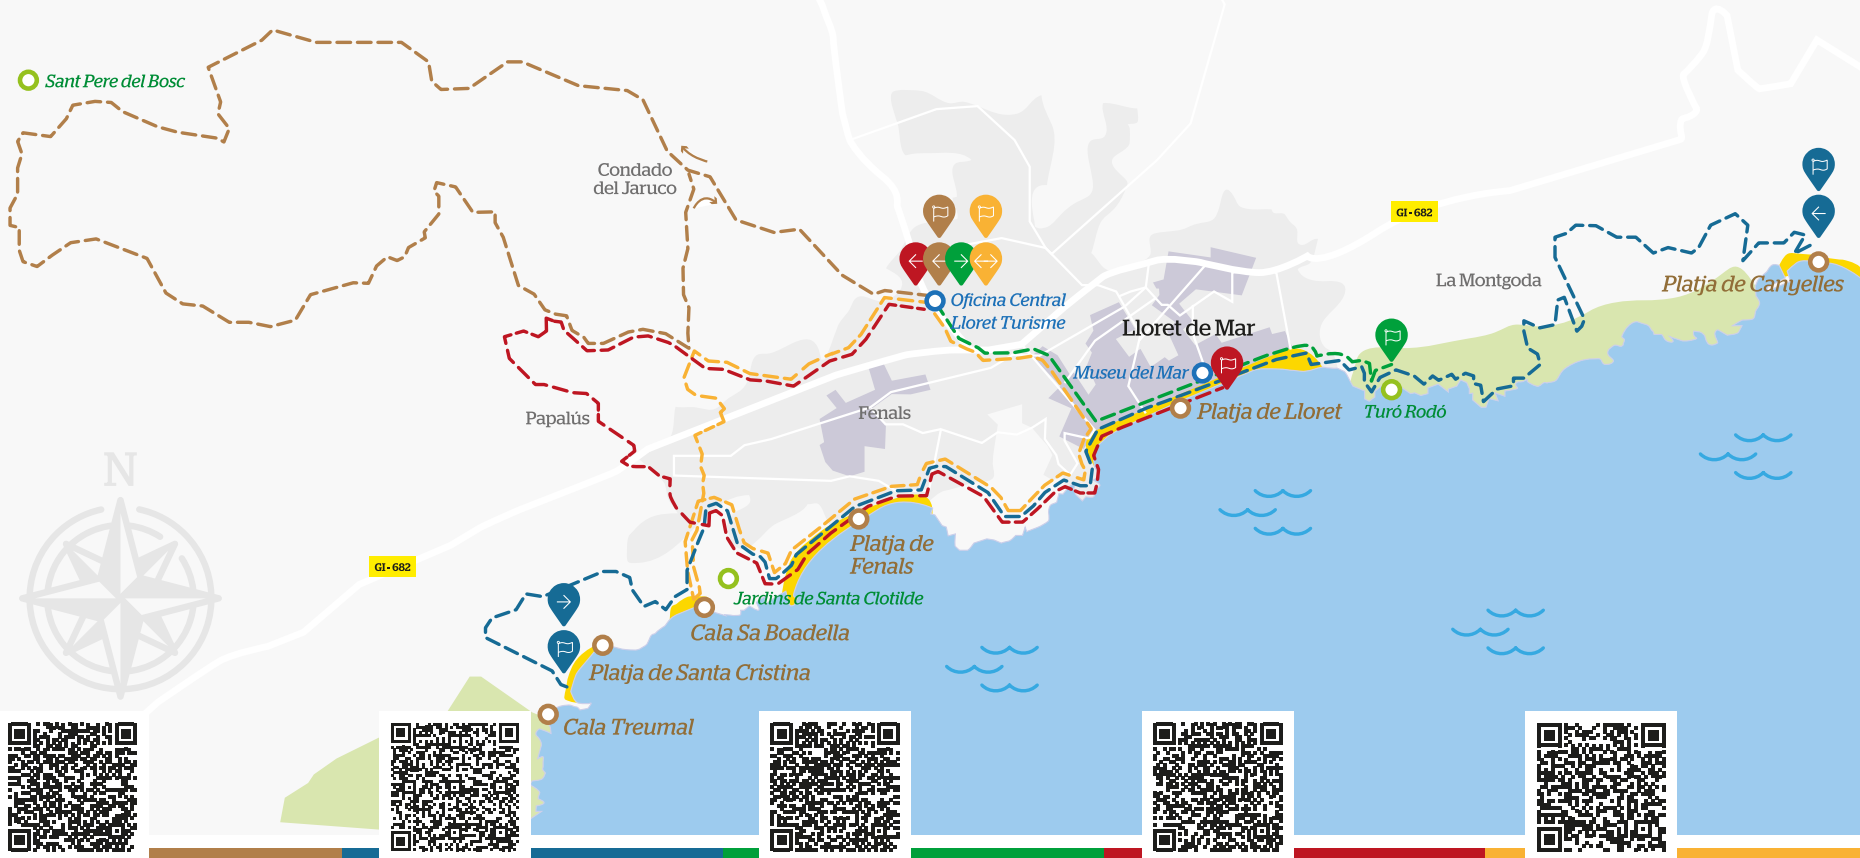 Sant Pere del Bosc
Condado
del Jaruco
GI-682
La Montgoda
Platja de Canyelles
Oficina Central
Lloret Turisme
Lloret de Mar
Museu del Mar
Platja de Lloret
Turó Rodó
Papalús
Fenals
N
GI-682
Platja de
Fenals
Jardins de Santa Clotilde
Cala Sa Boadella
Platja de Santa Cristina
Cala Treumal